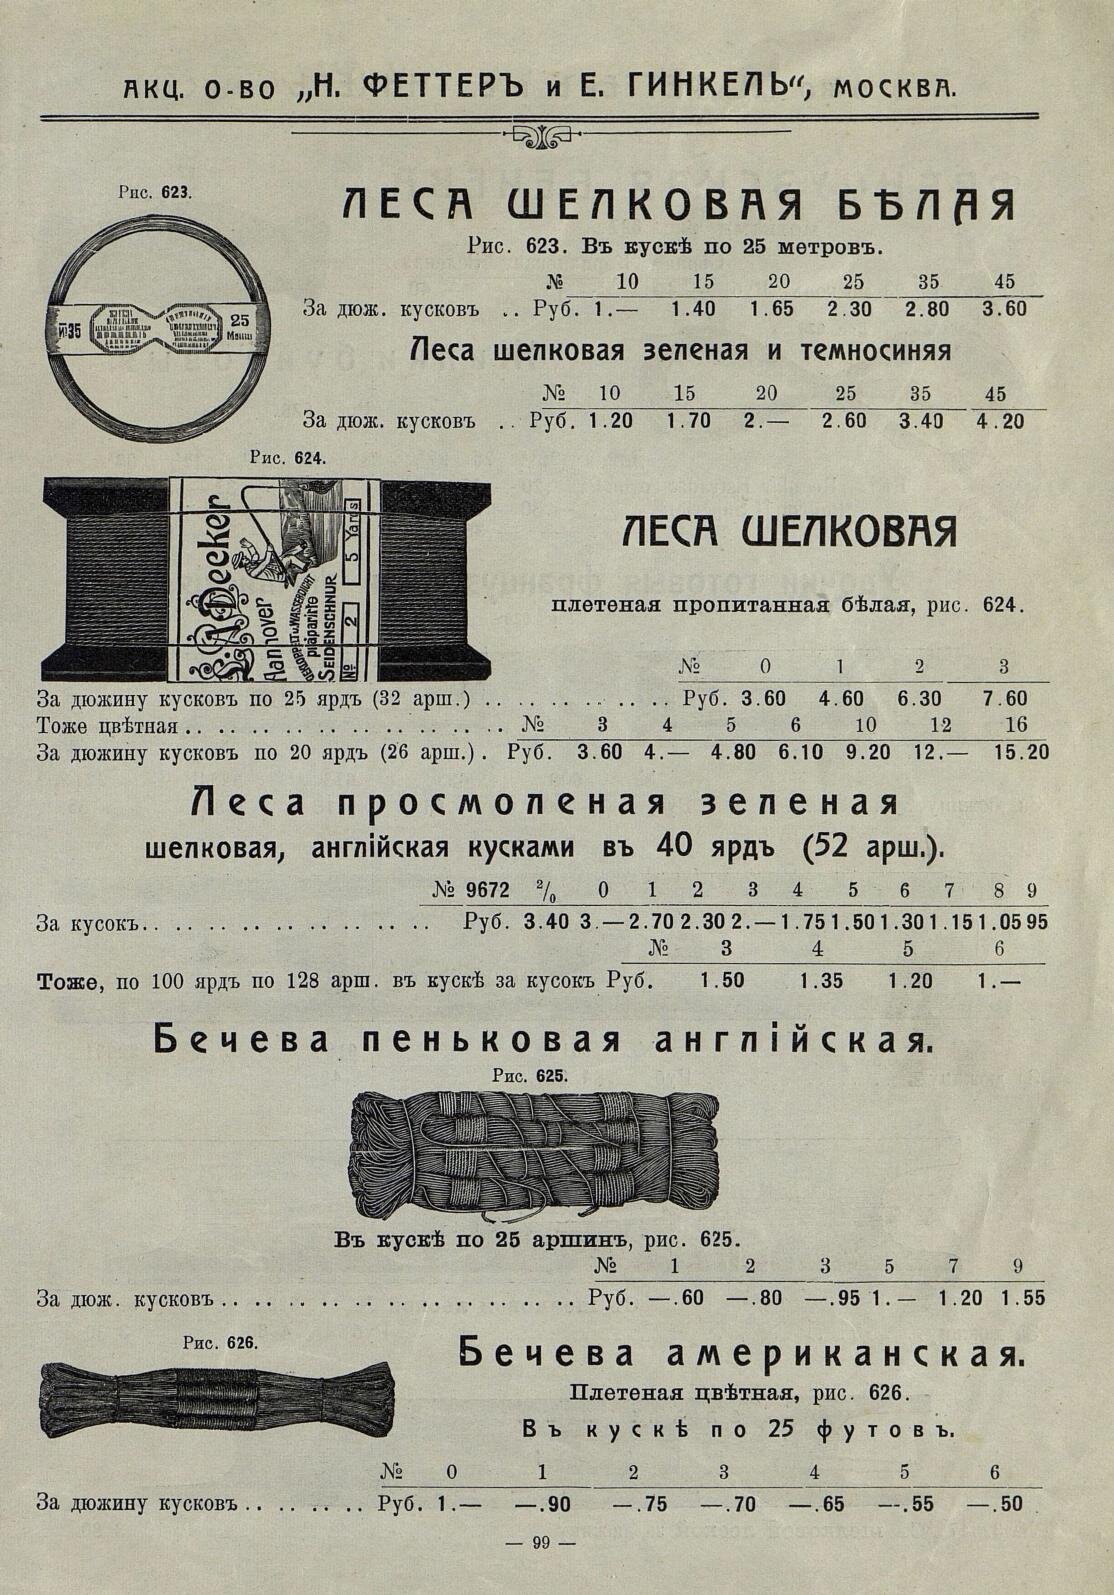 АКЦ. О-ВО „Н. ФЕТТЕРЪ и Е. ГИНКЕЛЬ“, МОСКВА.
Рис. 623.
№35
25
ЛЕСА ШЕЛКОВАЯ БѢЛАЯ
Рис. 623. Въ кускѣ по 25 метровъ.
№ 10 15 20 25 35 45
За дюж. кусковъ .. Руб. 1.— 1.40 1.65 2.30 2.80 3.60
Леса шелковая зеленая и темносиняя
№ 10 15 20 25 35 45
За дюж. кусковъ .. Руб. 1.20 1.70 2.— 2.60 3.40 4.20
Рис. 624.
Decker
Hannover
präparirte
SEIDENSCHNUR
№ 2 5 Yards
ЛЕСА ШЕЛКОВАЯ
плетеная пропитанная бѣлая, рис. 624.
№ 0 1 2 3
За дюжину кусковъ по 25 ярдъ (32 арш.) . . . . . . . . . . Руб. 3.60 4.60 6.30 7.60
Тоже цвѣтная . . . . . . . . . . . . . . . . № 3 4 5 6 10 12 16
За дюжину кусковъ по 20 ярдъ (26 арш.) . Руб. 3.60 4.— 4.80 6.10 9.20 12.— 15.20
Леса просмоленая зеленая
шелковая, англійская кусками въ 40 ярдъ (52 арш.).
№ 9672 2/0 0 1 2 3 4 5 6 7 8 9
За кусокъ. . . . . . . . . . . . . . Руб. 3.40 3.— 2.70 2.30 2.— 1.75 1.50 1.30 1.15 1.05 95
№ 3 4 5 6
Тоже, по 100 ярдъ по 128 арш. въ кускѣ за кусокъ Руб. 1.50 1.35 1.20 1.—
Бечева пеньковая англійская.
Рис. 625.
Въ кускѣ по 25 аршинъ, рис. 625.
№ 1 2 3 5 7 9
За дюж. кусковъ . . . . . . . . . . . . . . . . Руб. —.60 —.80 —.95 1.— 1.20 1.55
Рис. 626.
Бечева американская.
Плетеная цвѣтная, рис. 626.
Въ кускѣ по 25 футовъ.
№ 0 1 2 3 4 5 6
За дюжину кусковъ . . . . . . Руб. 1.— —.90 —.75 —.70 —.65 —.55 —.50
— 99 —